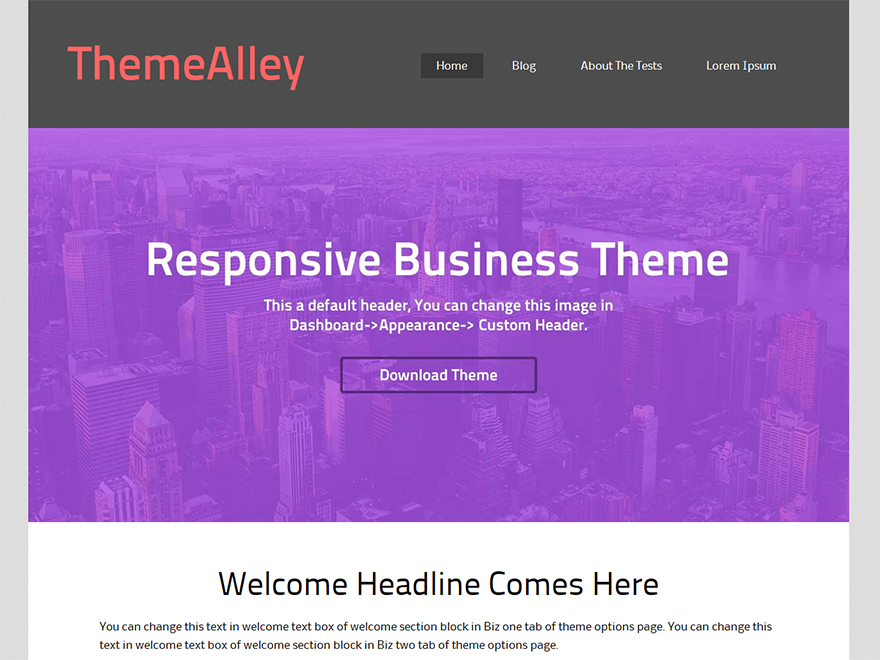 ThemeAlley
Home Blog About The Tests Lorem Ipsum
MetLife
Responsive Business Theme
This a default header, You can change this image in
Dashboard->Appearance-> Custom Header.
Download Theme
Welcome Headline Comes Here
You can change this text in welcome text box of welcome section block in Biz one tab of theme options page. You can change this
text in welcome text box of welcome section block in Biz two tab of theme options page.